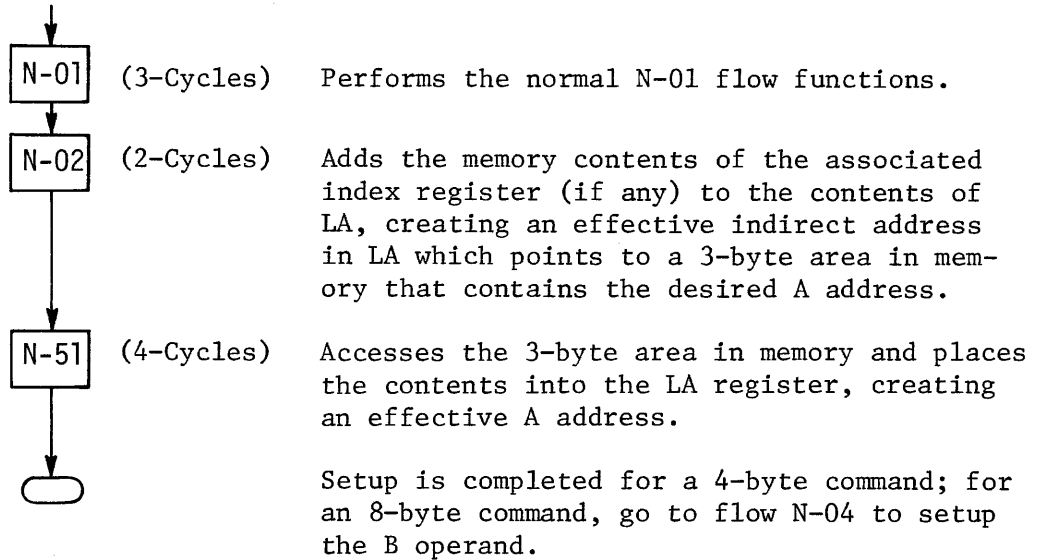 N-01 (3-Cycles) Performs the normal N-01 flow functions.
N-02 (2-Cycles) Adds the memory contents of the associated
index register (if any) to the contents of
LA, creating an effective indirect address
in LA which points to a 3-byte area in mem-
ory that contains the desired A address.
N-51 (4-Cycles) Accesses the 3-byte area in memory and places
the contents into the LA register, creating
an effective A address.
Setup is completed for a 4-byte command; for
an 8-byte command, go to flow N-04 to setup
the B operand.